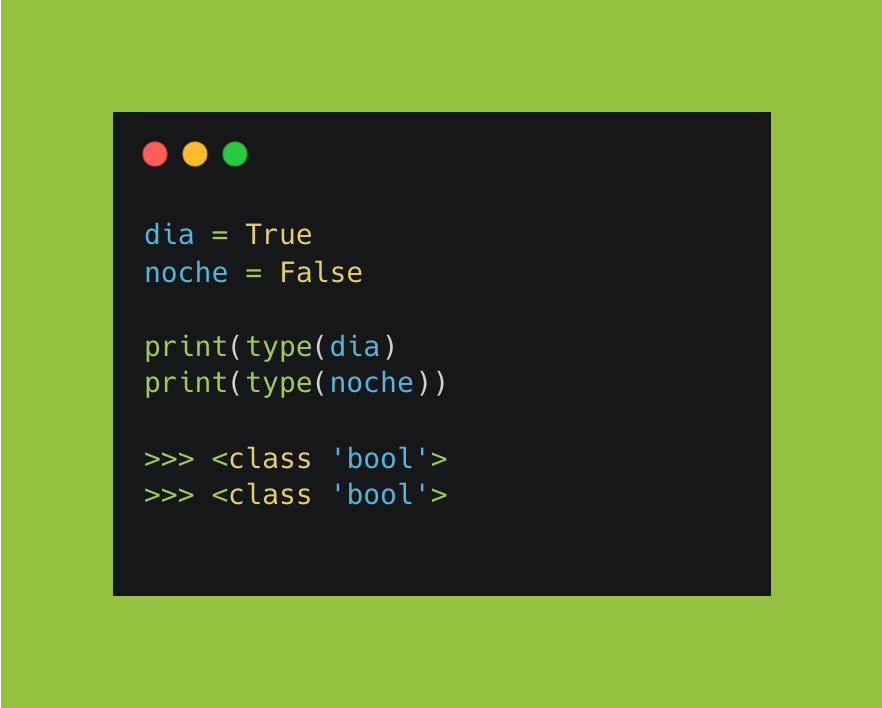 dia = True
noche = False
print(type(dia)
print(type(noche))
>>> <class 'bool'>
>>> <class 'bool'>